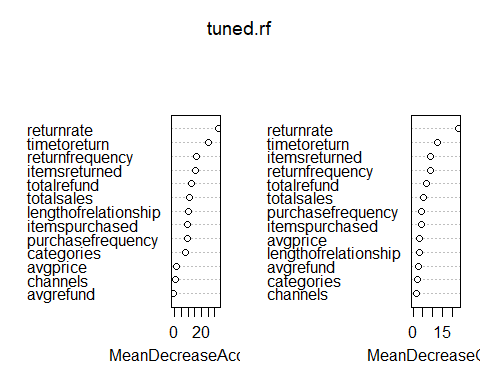 tuned.rf
returnrate
timetoreturn
returnfrequency
itemsreturned
totalrefund
totalsales
lengthofrelationship
itemspurchased
purchasefrequency
categories
avgprice
channels
avgrefund
0 20
MeanDecreaseAcc
returnrate
timetoreturn
itemsreturned
returnfrequency
totalrefund
totalsales
purchasefrequency
itemspurchased
avgprice
lengthofrelationship
avgrefund
categories
channels
0 15
MeanDecreaseG